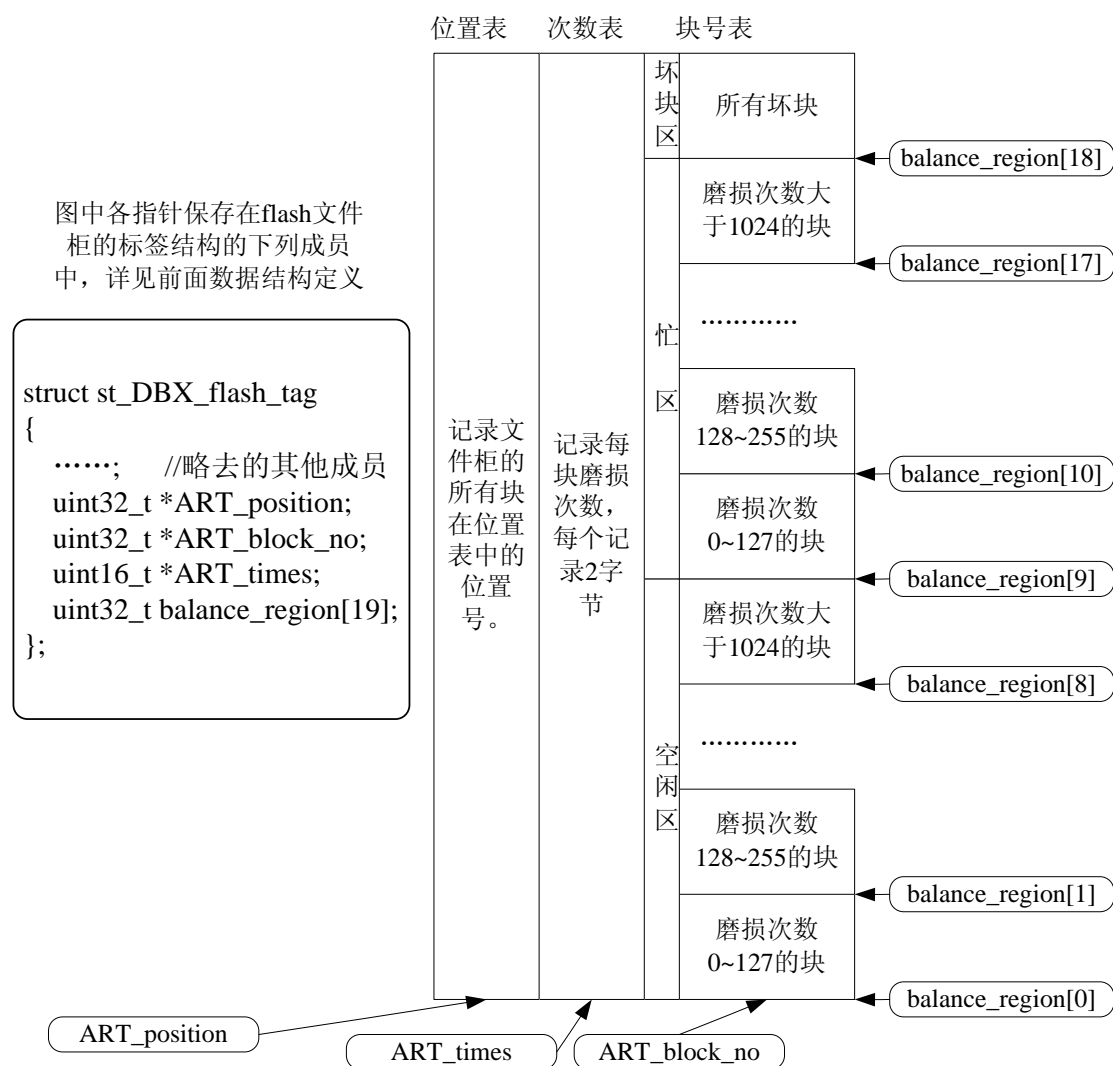 位置表
次数表
块号表
图中各指针保存在flash文件
柜的标签结构的下列成员
中，详见前面数据结构定义
struct st_DBX_flash_tag
{
……; //略去的其他成员
uint32_t *ART_position;
uint32_t *ART_block_no;
uint16_t *ART_times;
uint32_t balance_region[19];
};
记录文
件柜的
所有块
在位置
表中的
位置
号。
记录每
块磨损
次数，
每个记
录2字
节
坏
块
区
忙
区
空
闲
区
所有坏块
磨损次数大
于1024的块
…………
磨损次数
128~255的块
磨损次数
0~127的块
磨损次数大
于1024的块
…………
磨损次数
128~255的块
磨损次数
0~127的块
balance_region[18]
balance_region[17]
balance_region[10]
balance_region[9]
balance_region[8]
balance_region[1]
balance_region[0]
ART_position
ART_times
ART_block_no